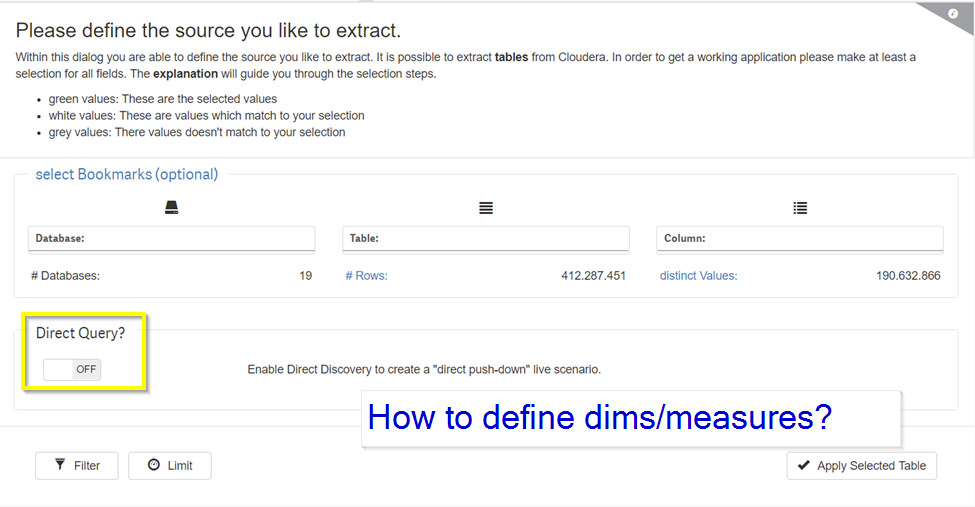 Please define the source you like to extract.
Within this dialog you are able to define the source you like to extract. It is possible to extract tables from Cloudera. In order to get a working application please make at least a
selection for all fields. The explanation will guide you through the selection steps.
• green values: These are the selected values
• white values: These are values which match to your selection
• grey values: There values doesn't match to your selection
select Bookmarks (optional)
Database: Table: Column:
# Databases: 19 # Rows: 412.287.451 distinct Values: 190.632.866
Direct Query?
OFF Enable Direct Discovery to create a "direct push-down" live scenario.
How to define dims/measures?
Filter Limit Apply Selected Table